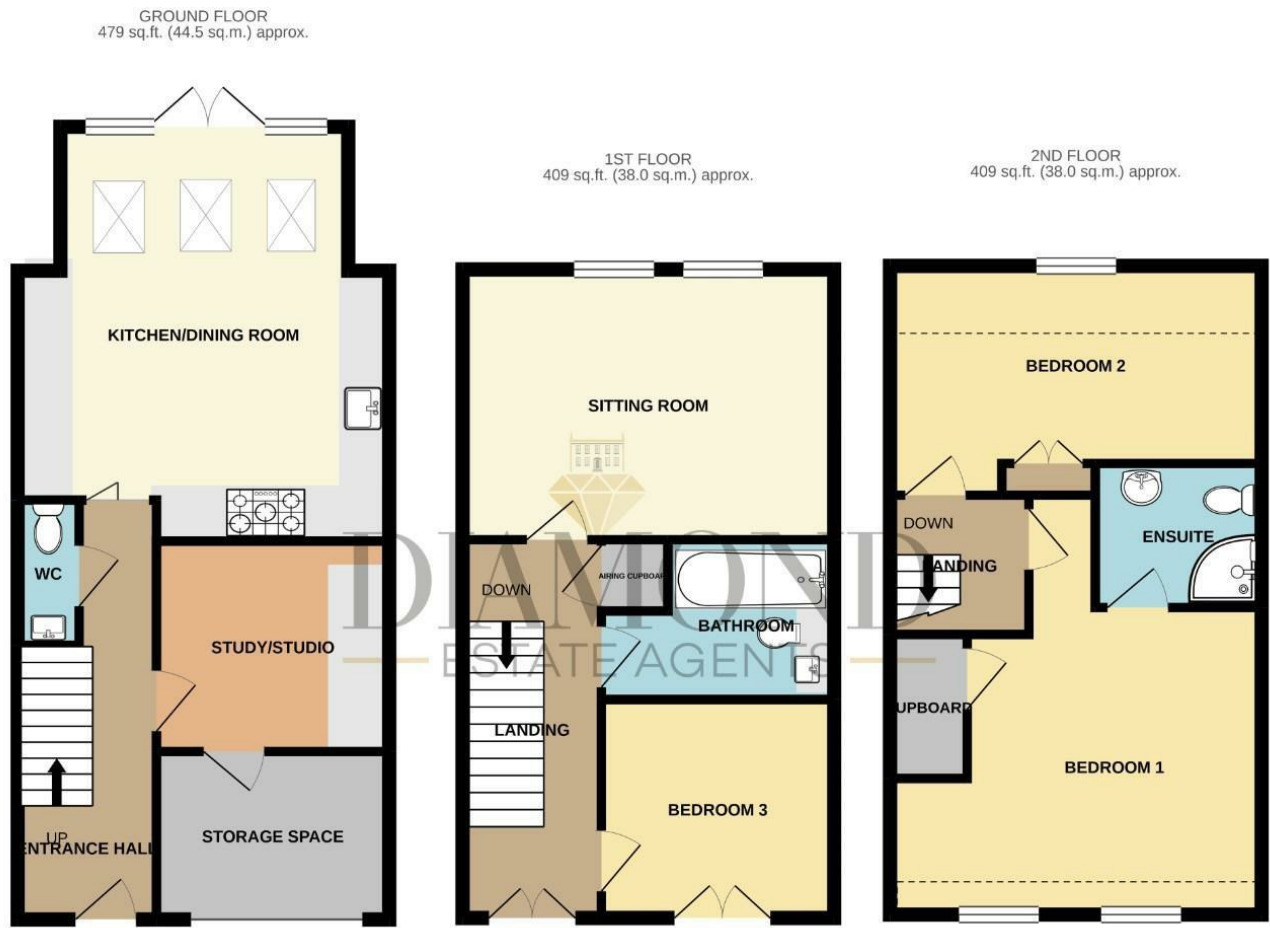 GROUND FLOOR
479 sq.ft. (44.5 sq.m.) approx.
KITCHEN/DINING ROOM
WC
STUDY/STUDIO
STORAGE SPACE
UP
ENTRANCE HALL
1ST FLOOR
409 sq.ft. (38.0 sq.m.) approx.
SITTING ROOM
DOWN
AIRING CUPBOAR
BATHROOM
LANDING
BEDROOM 3
2ND FLOOR
409 sq.ft. (38.0 sq.m.) approx.
BEDROOM 2
DOWN
LANDING
ENSUITE
UPBOARD
BEDROOM 1
DIAMOND
ESTATE AGENTS